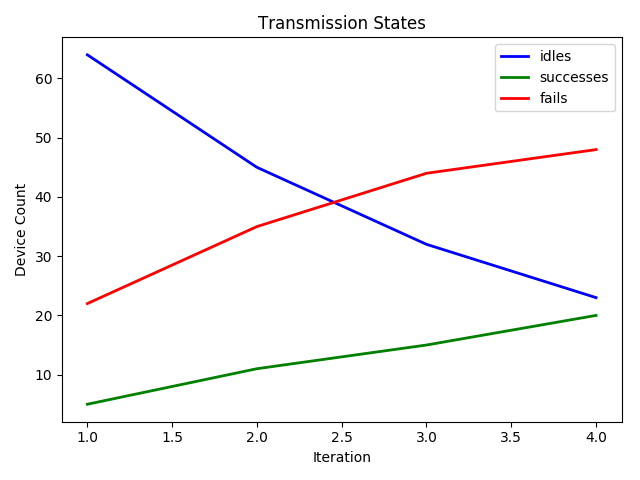 Transmission States
idles
successes
fails
Device Count
60
50
40
30
20
10
1.0 1.5 2.0 2.5 3.0 3.5 4.0
Iteration